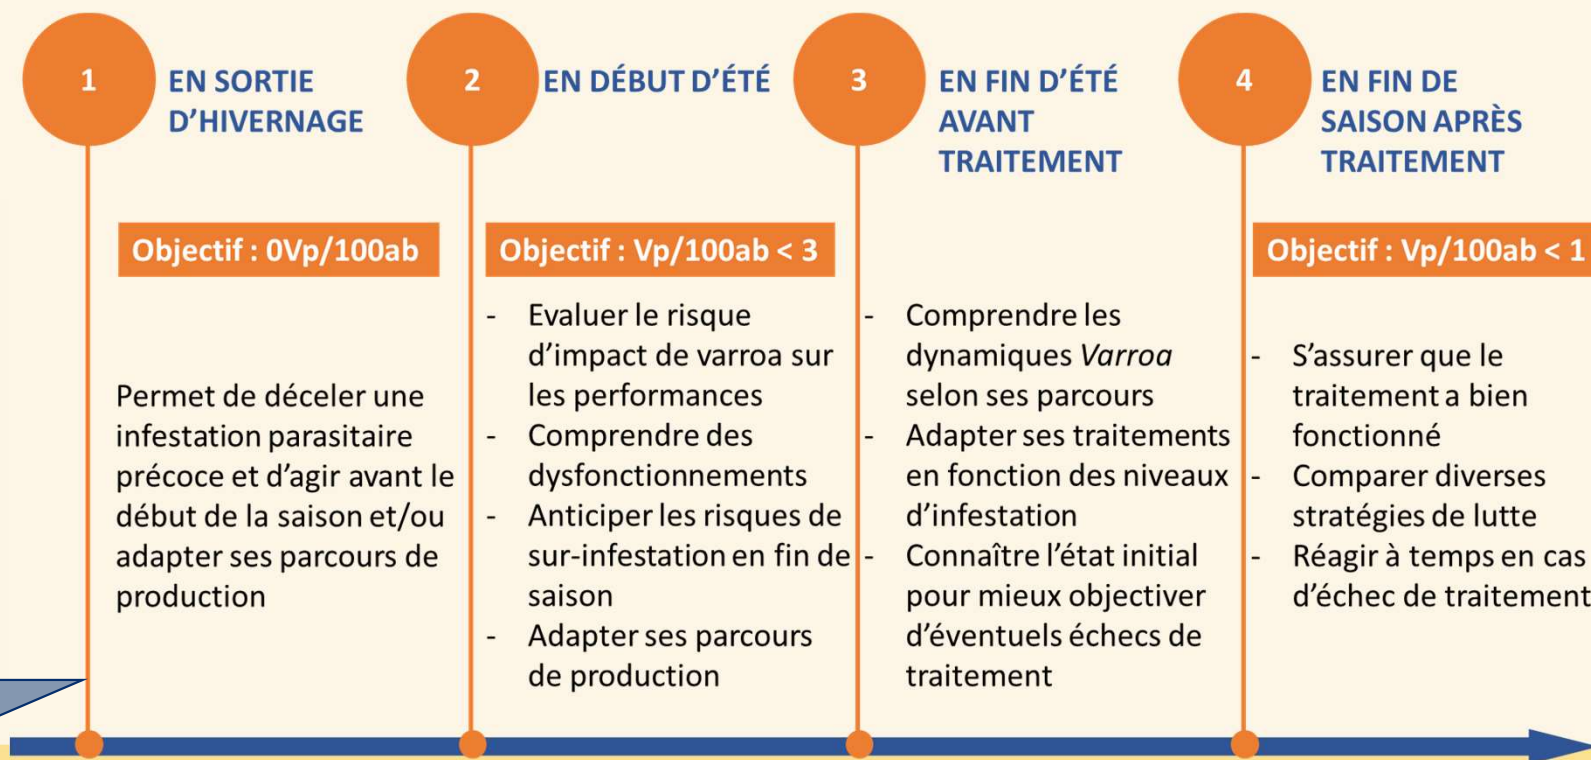 1
EN SORTIE
D'HIVERNAGE
Objectif : 0Vp/100ab
Permet de déceler une
infestation parasitaire
précoce et d'agir avant le
début de la saison et/ou
adapter ses parcours de
production
2
EN DÉBUT D'ÉTÉ
Objectif : Vp/100ab < 3
- Evaluer le risque
d'impact de varroa sur
les performances
- Comprendre des
dysfonctionnements
- Anticiper les risques de
sur-infestation en fin de
saison
- Adapter ses parcours
de production
3
EN FIN D'ÉTÉ
AVANT
TRAITEMENT
- Comprendre les
dynamiques Varroa
selon ses parcours
- Adapter ses traitements
en fonction des niveaux
d'infestation
- Connaître l'état initial
pour mieux objectiver
d'éventuels échecs de
traitement
4
EN FIN DE
SAISON APRÈS
TRAITEMENT
Objectif : Vp/100ab < 1
- S'assurer que le
traitement a bien
fonctionné
- Comparer diverses
stratégies de lutte
- Réagir à temps en cas
d'échec de traitement